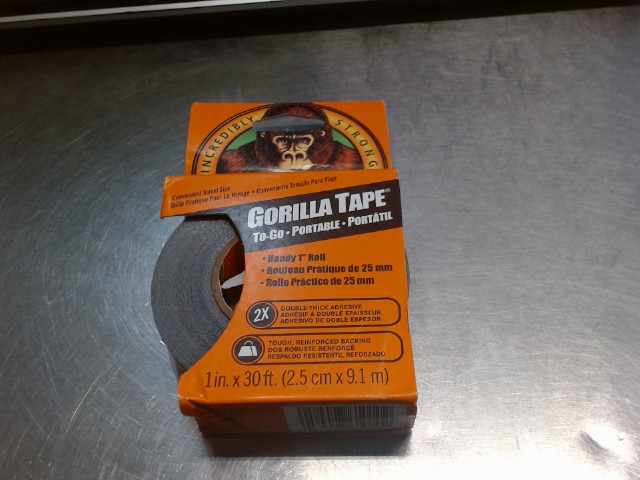 INCREDIBLY STRONG
Convenient Travel Size
Taille Pratique Pour Le Voyage • Conveniente Tamaño Para Viaje
GORILLA TAPE®
TO-GO • PORTABLE • PORTÁTIL
• Handy 1" Roll
• Rouleau Pratique de 25 mm
• Rollo Práctico de 25 mm
2X
DOUBLE-THICK ADHESIVE
ADHÉSIF À DOUBLE ÉPAISSEUR
ADHESIVO DE DOBLE ESPESOR
TOUGH, REINFORCED BACKING
DOS ROBUSTE RENFORCÉ
RESPALDO RESISTENTE, REFORZADO
1 in. x 30 ft. (2.5 cm x 9.1 m)